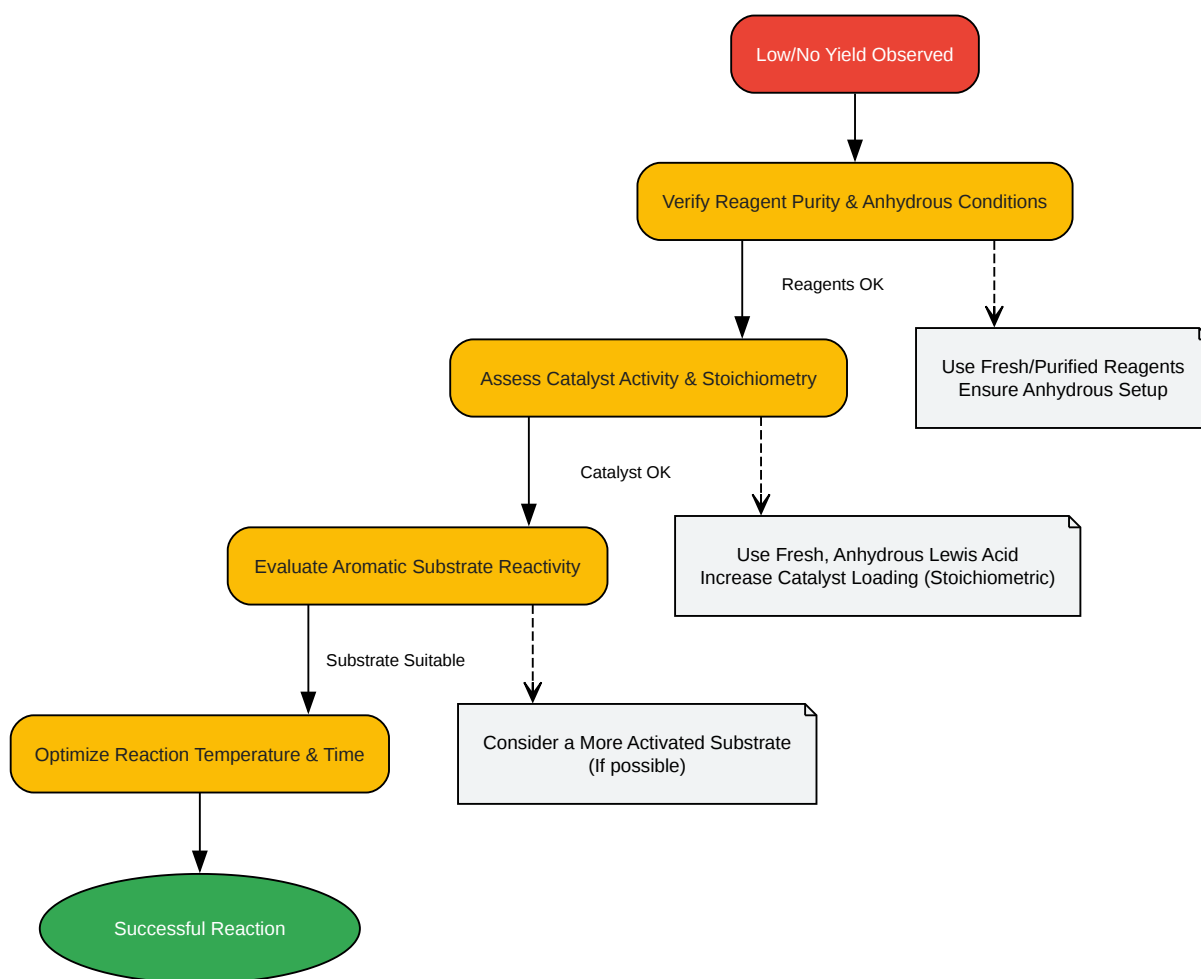 Low/No Yield Observed
Verify Reagent Purity & Anhydrous Conditions
Reagents OK
Use Fresh/Purified Reagents
Ensure Anhydrous Setup
Assess Catalyst Activity & Stoichiometry
Catalyst OK
Use Fresh, Anhydrous Lewis Acid
Increase Catalyst Loading (Stoichiometric)
Evaluate Aromatic Substrate Reactivity
Substrate Suitable
Consider a More Activated Substrate
(If possible)
Optimize Reaction Temperature & Time
Successful Reaction